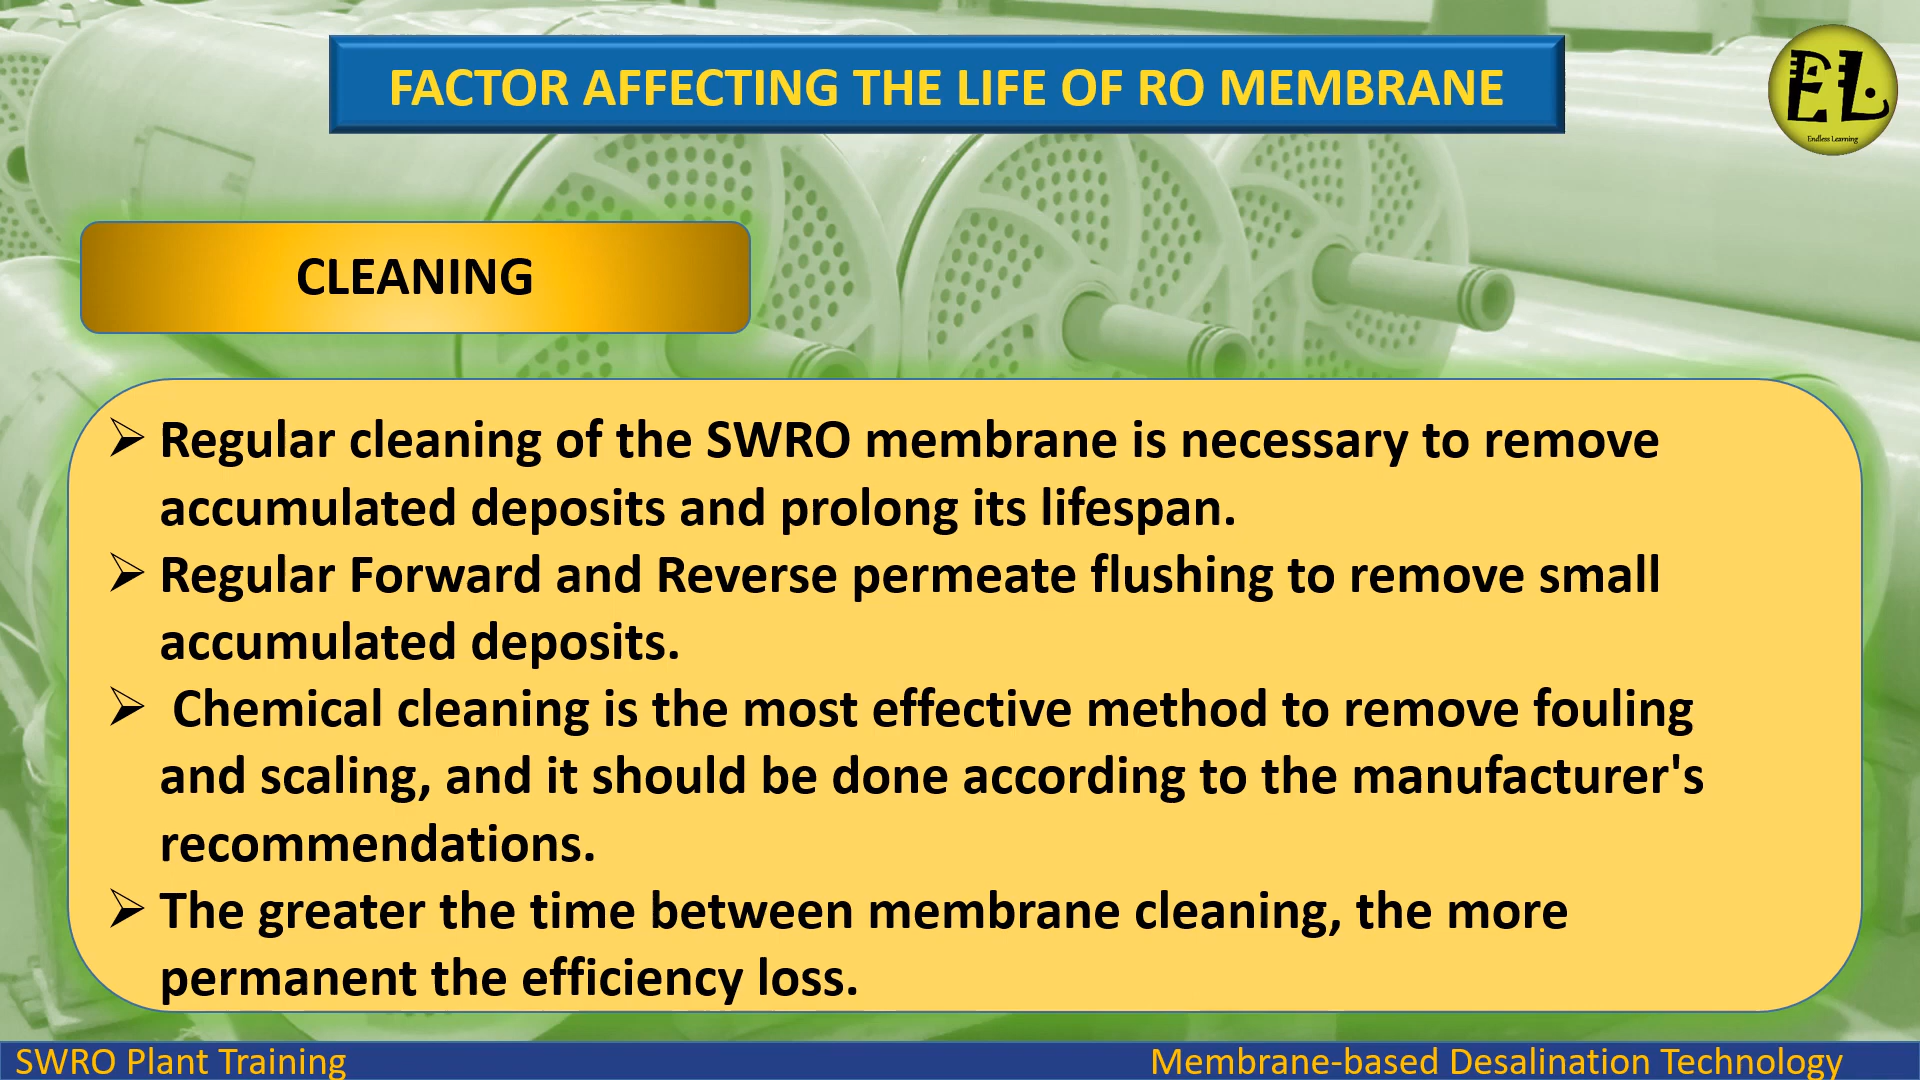 FACTOR AFFECTING THE LIFE OF RO MEMBRANE
EL
Endless Learning
CLEANING
➢ Regular cleaning of the SWRO membrane is necessary to remove
accumulated deposits and prolong its lifespan.
➢ Regular Forward and Reverse permeate flushing to remove small
accumulated deposits.
➢ Chemical cleaning is the most effective method to remove fouling
and scaling, and it should be done according to the manufacturer's
recommendations.
➢ The greater the time between membrane cleaning, the more
permanent the efficiency loss.
SWRO Plant Training
Membrane-based Desalination Technology